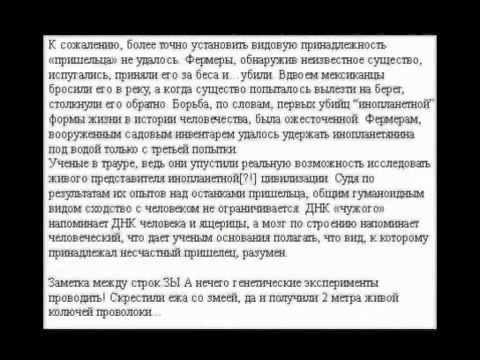 К сожалению, более точно установить видовую принадлежность
«пришельца» не удалось. Фермеры, обнаружив неизвестное существо,
испугались, приняли его за беса и... убили. Вдвоем мексиканцы
бросили его в реку, а когда существо попыталось вылезти на берег,
столкнули его обратно. Борьба, по словам, первых убийц “инопланетной”
формы жизни в истории человечества, была ожесточенной. Фермерам,
вооруженным садовым инвентарем удалось удержать инопланетянина
под водой только с третьей попытки.
Ученые в трауре, ведь они упустили реальную возможность исследовать
живого представителя инопланетной[?!] цивилизации. Судя по
результатам их опытов над останками пришельца, общим гуманоидным
видом сходство с человеком не ограничивается. ДНК «чужого»
напоминает ДНК человека и ящерицы, а мозг по строению напоминает
человеческий, что дает ученым основания полагать, что вид, к которому
принадлежал несчастный пришелец, разумен.
Заметка между строк.ЗЫ А нечего генетические эксперименты
проводить! Скрестили ежа со змеей, да и получили 2 метра живой
колючей проволоки...